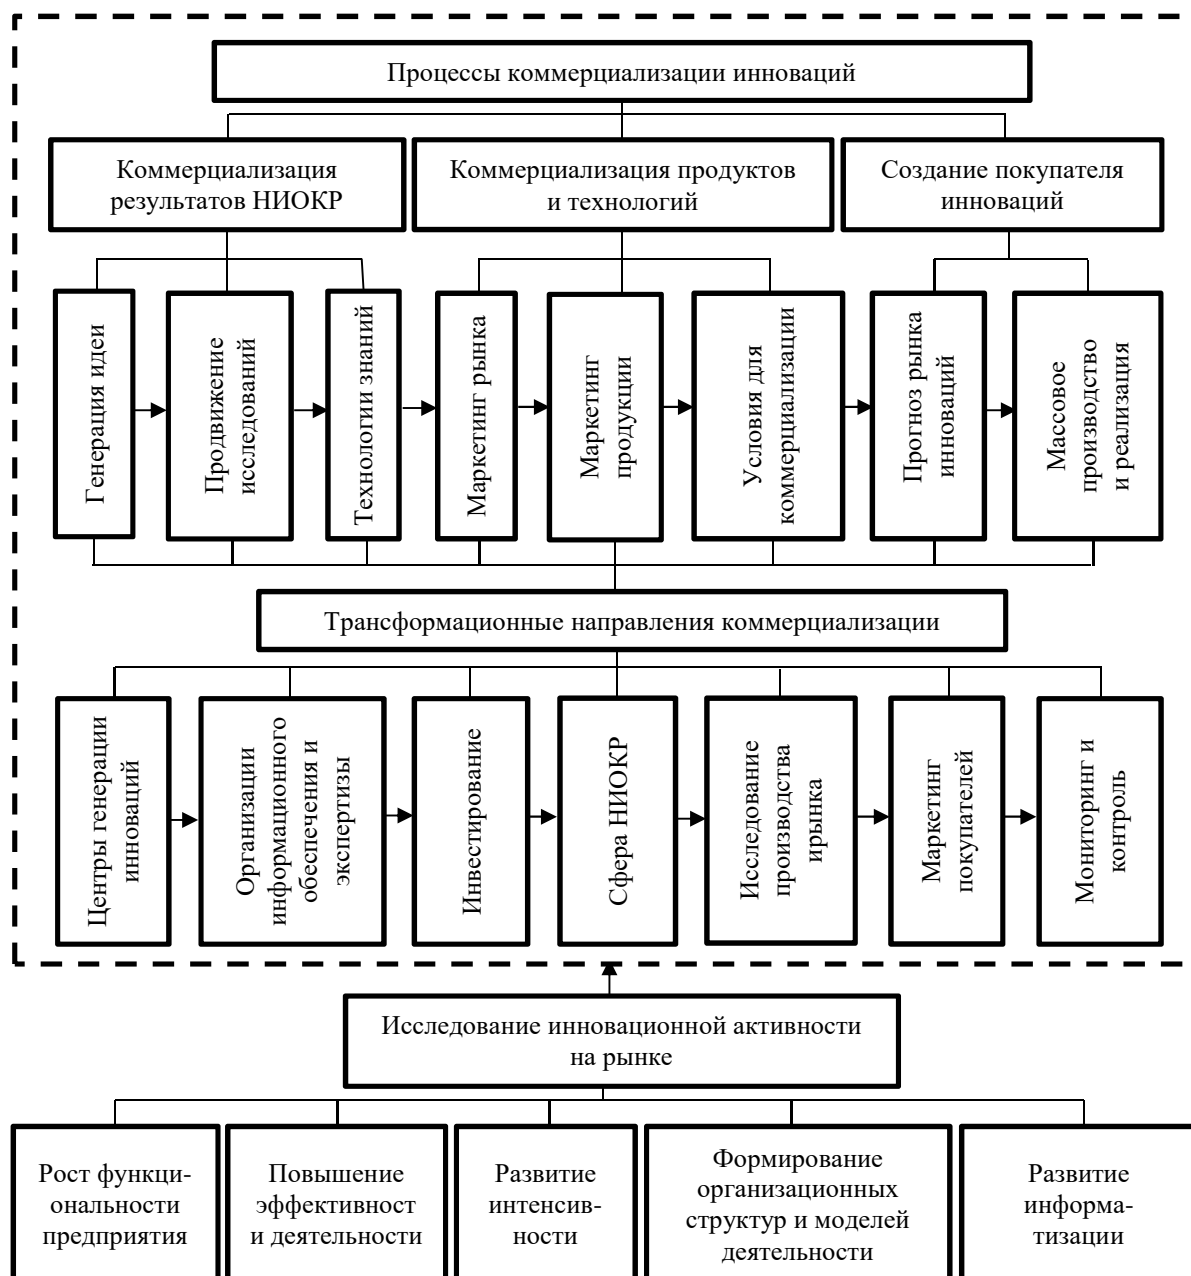 Процессы коммерциализации инноваций
Коммерциализация
результатов НИОКР
Коммерциализация продуктов
и технологий
Создание покупателя
инноваций
Генерация идеи
Продвижение
исследований
Технологии знаний
Маркетинг рынка
Маркетинг
продукции
Условия для
коммерциализации
Прогноз рынка
инноваций
Массовое
производство
и реализация
Трансформационные направления коммерциализации
Центры генерации
инноваций
Организации
информационного
обеспечения и
экспертизы
Инвестирование
Сфера НИОКР
Исследование
производства
ирынка
Маркетинг
покупателей
Мониторинг и
контроль
Исследование инновационной активности
на рынке
Рост функци-
ональности
предприятия
Повышение
эффективност
и деятельности
Развитие
интенсив-
ности
Формирование
организационных
структур и моделей
деятельности
Развитие
информа-
тизации